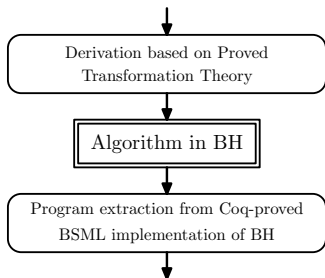 Derivation based on Proved
Transformation Theory
Algorithm in BH
Program extraction from Coq-proved
BSML implementation of BH